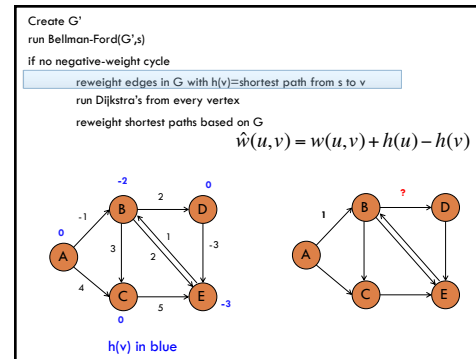 Create G’
run Bellman-Ford(G’,s)
if no negative-weight cycle
reweight edges in G with h(v)=shortest path from s to v
run Dijkstra's from every vertex
reweight shortest paths based on G
ŵ(u,v) = w(u,v) + h(u) − h(v)
-2
0
2
?
B
D
B
D
0
-1
1
A
3
1
2
-3
A
4
C
5
E
-3
C
E
0
h(v) in blue